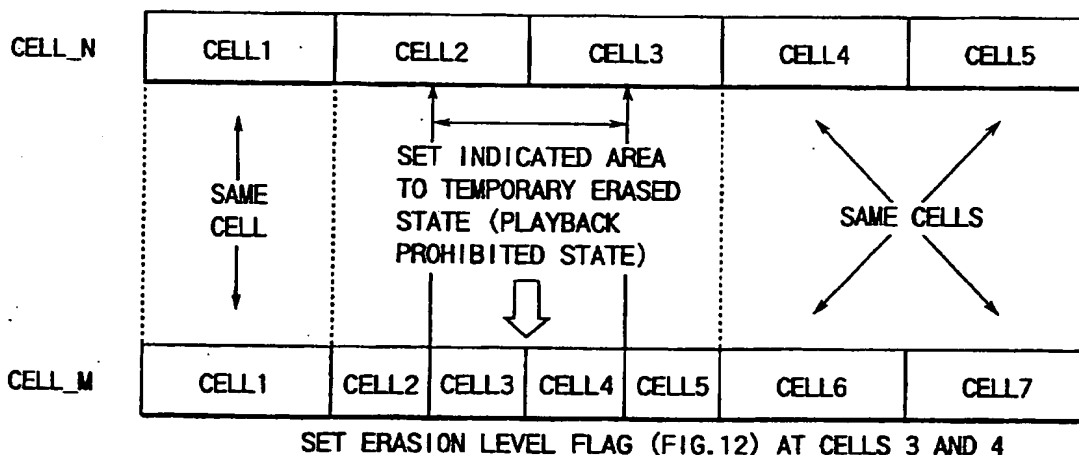 CELL_N CELL1 CELL2 CELL3 CELL4 CELL5
SET INDICATED AREA
TO TEMPORARY ERASED
STATE (PLAYBACK
PROHIBITED STATE)
SAME
CELL
SAME CELLS
CELL_M CELL1 CELL2 CELL3 CELL4 CELL5 CELL6 CELL7
SET ERASION LEVEL FLAG (FIG.12) AT CELLS 3 AND 4